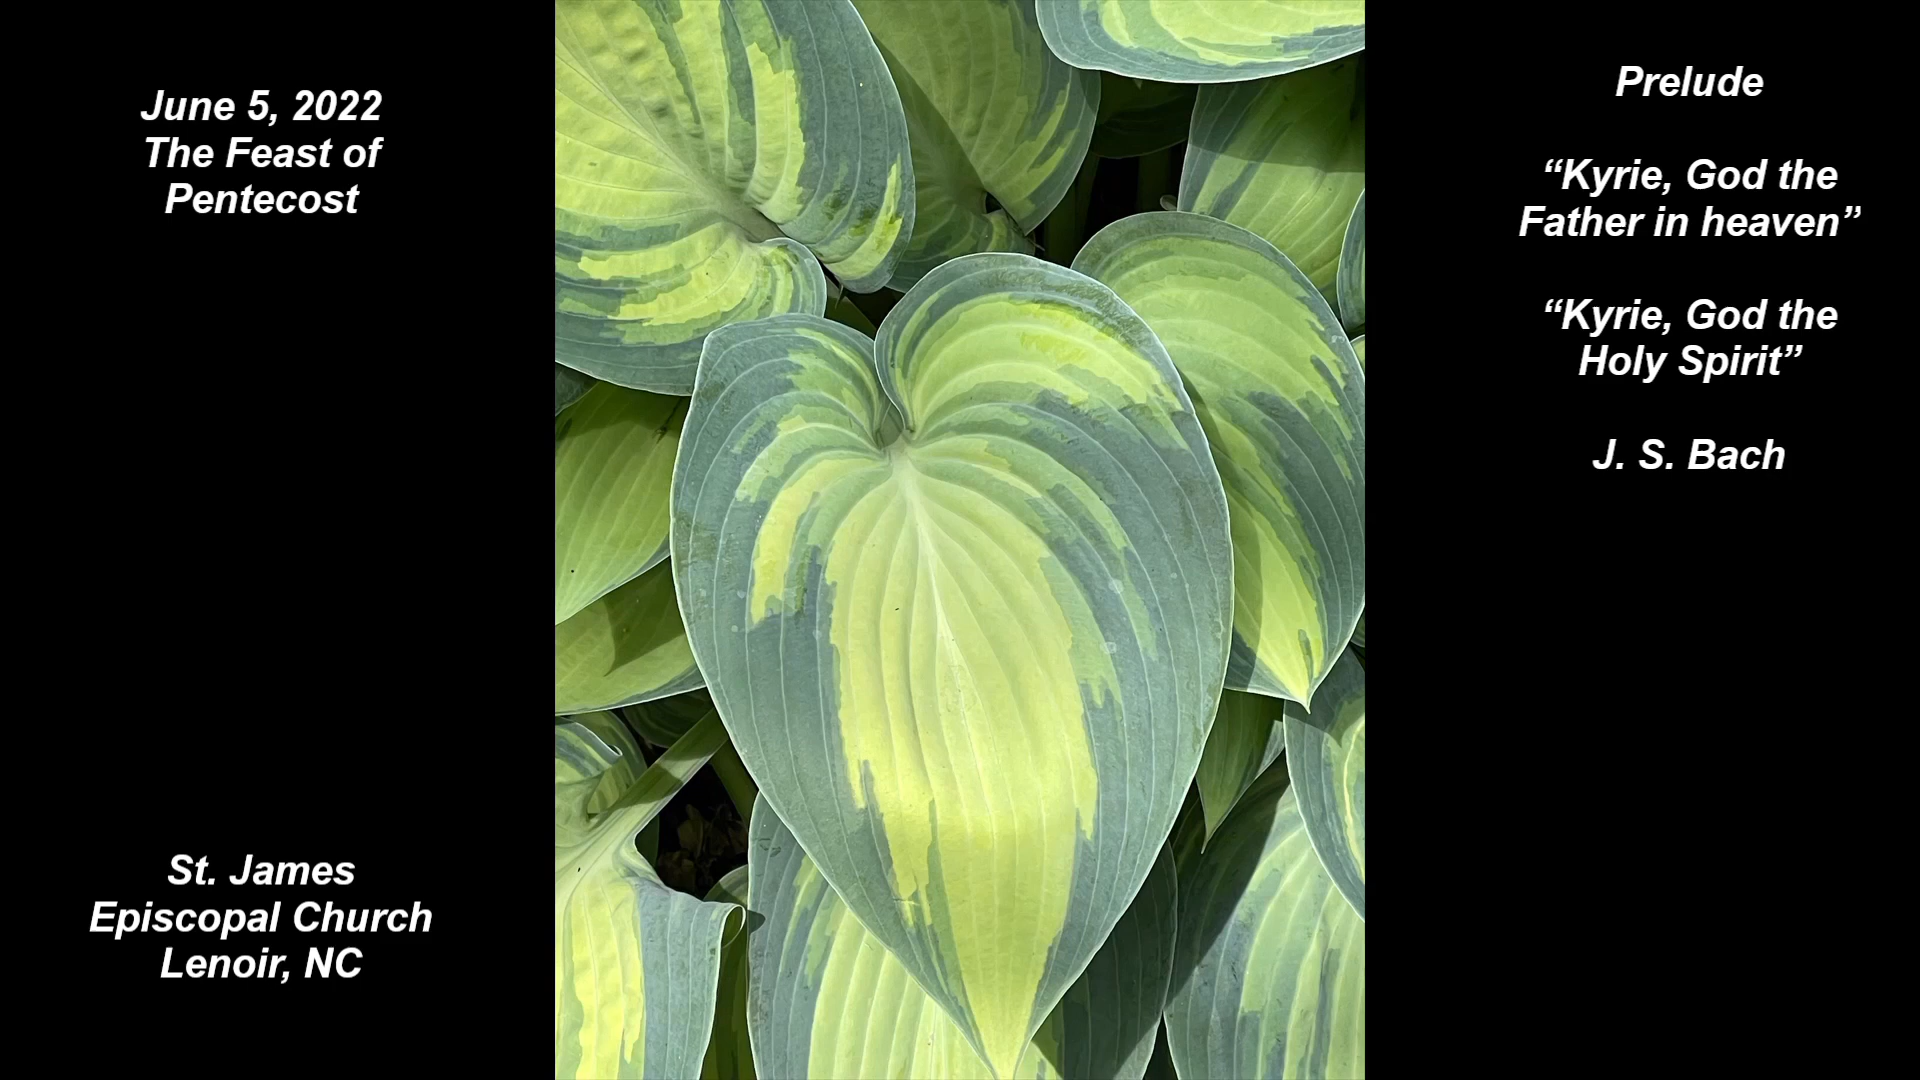 June 5, 2022
The Feast of
Pentecost
St. James
Episcopal Church
Lenoir, NC
Prelude
“Kyrie, God the
Father in heaven”
“Kyrie, God the
Holy Spirit”
J. S. Bach